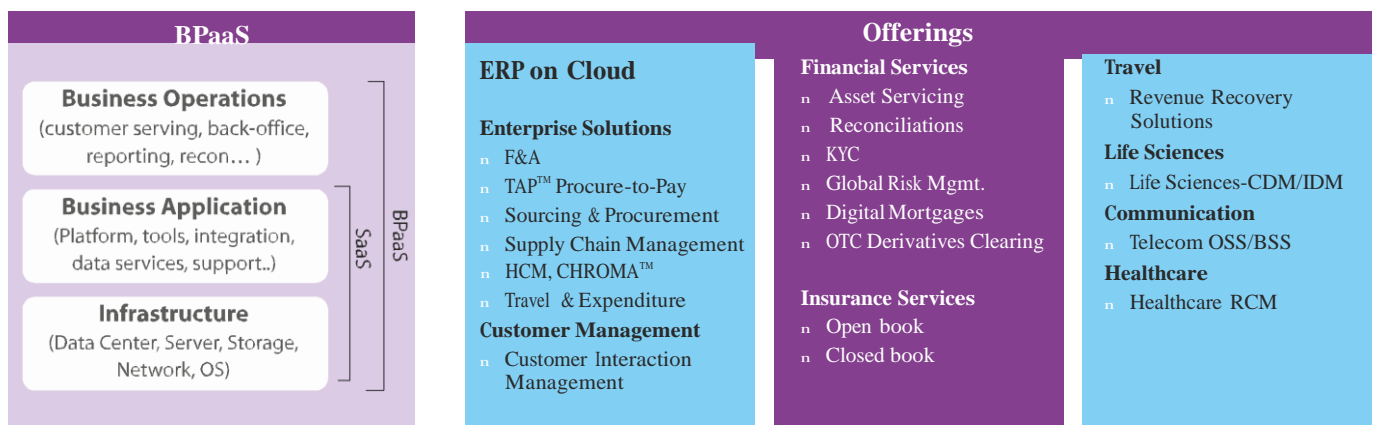 BPaaS
Business Operations
(customer serving, back-office,
reporting, recon... )
Business Application
(Platform, tools, integration,
data services, support..)
Infrastructure
(Data Center, Server, Storage,
Network, OS)
SaaS
BPaaS
Offerings
ERP on Cloud
Enterprise Solutions
n F&A
n TAP™ Procure-to-Pay
n Sourcing & Procurement
n Supply Chain Management
n HCM, CHROMA™
n Travel & Expenditure
Customer Management
n Customer Interaction
Management
Financial Services
n Asset Servicing
n Reconciliations
n KYC
n Global Risk Mgmt.
n Digital Mortgages
n OTC Derivatives Clearing
Insurance Services
n Open book
n Closed book
Travel
n Revenue Recovery
Solutions
Life Sciences
n Life Sciences-CDM/IDM
Communication
n Telecom OSS/BSS
Healthcare
n Healthcare RCM